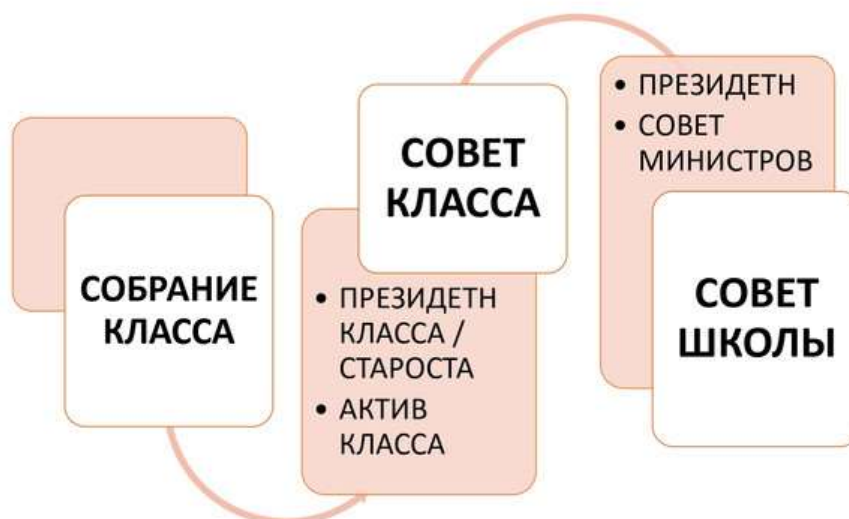 СОБРАНИЕ
КЛАССА
СОВЕТ
КЛАССА
• ПРЕЗИДЕТН
КЛАССА /
СТАРОСТА
• АКТИВ
КЛАССА
• ПРЕЗИДЕТН
• СОВЕТ
МИНИСТРОВ
СОВЕТ
ШКОЛЫ